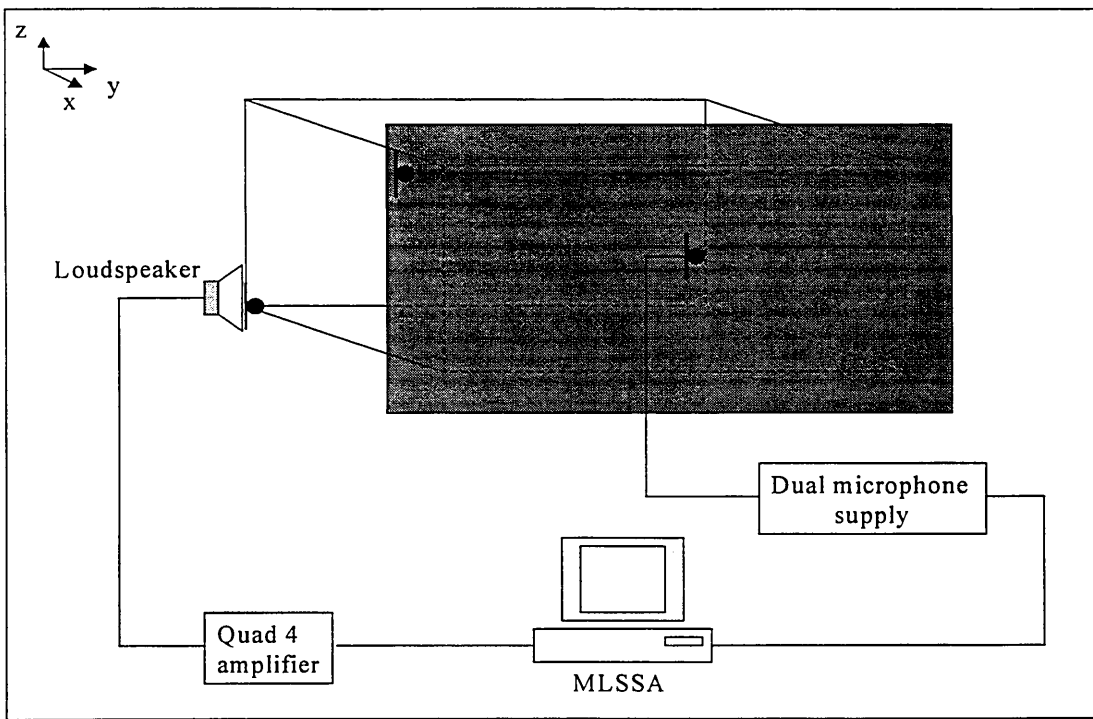 z
y
x
Loudspeaker
Dual microphone
supply
Quad 4
amplifier
MLSSA